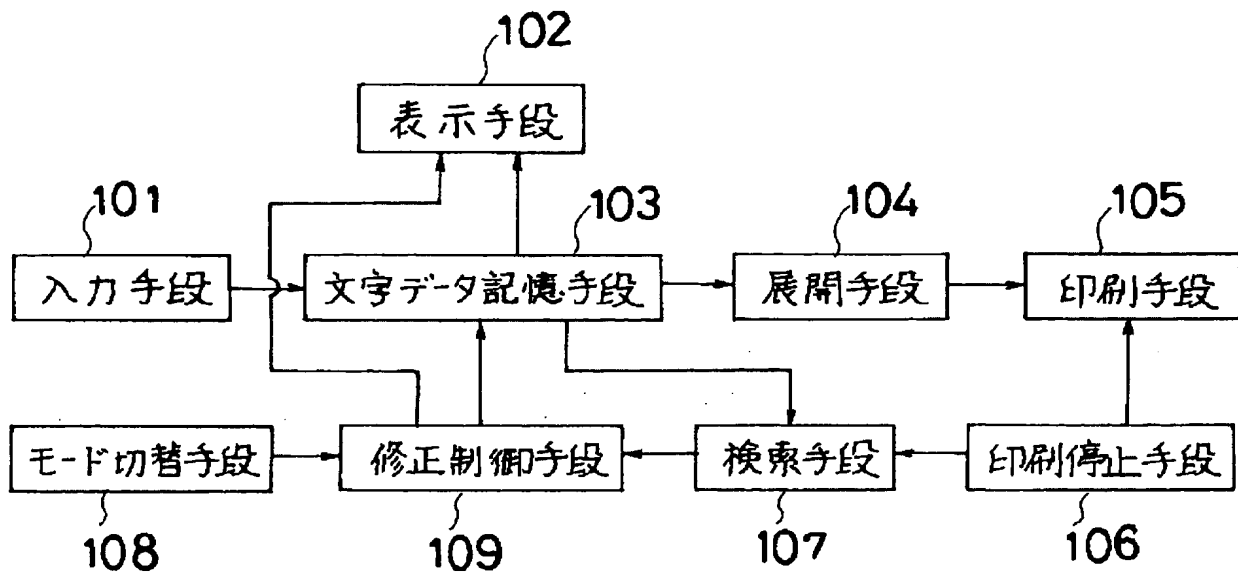 102
表示手段
101
103
104
105
入力手段
文字データ記憶手段
展開手段
印刷手段
モード切替手段
修正制御手段
検索手段
印刷停止手段
108
109
107
106